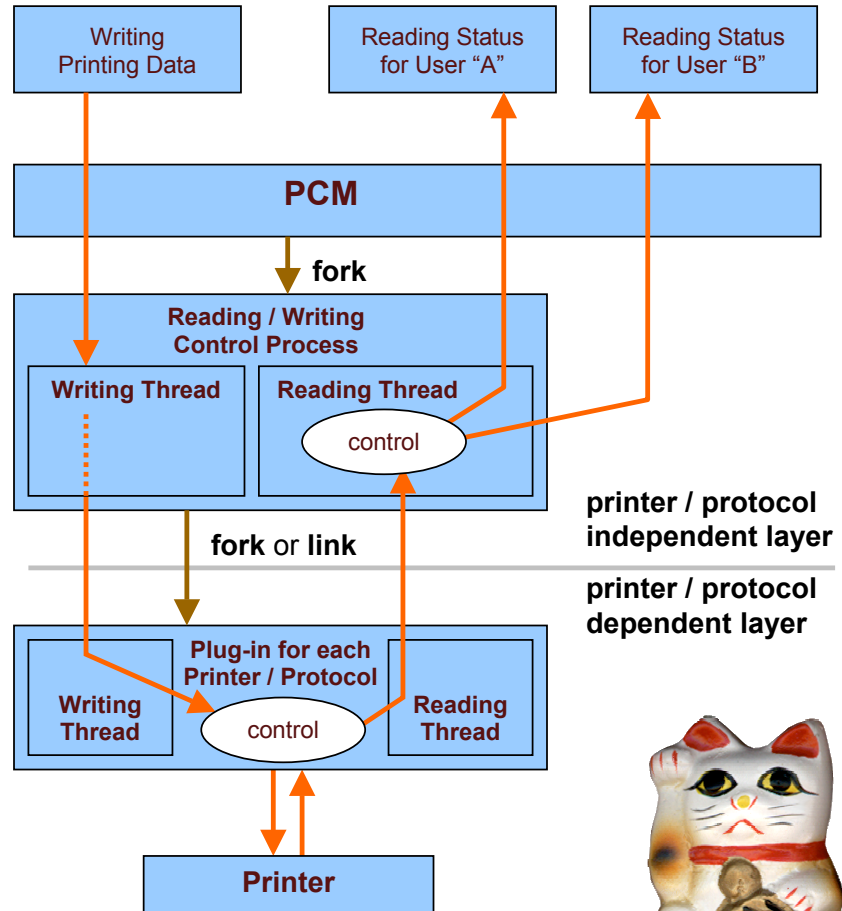 Writing
Printing Data
Reading Status
for User “A”
Reading Status
for User “B”
PCM
fork
Reading / Writing
Control Process
Writing Thread
Reading Thread
control
printer / protocol
independent layer
fork or link
printer / protocol
dependent layer
Plug-in for each
Printer / Protocol
Writing
Thread
control
Reading
Thread
Printer